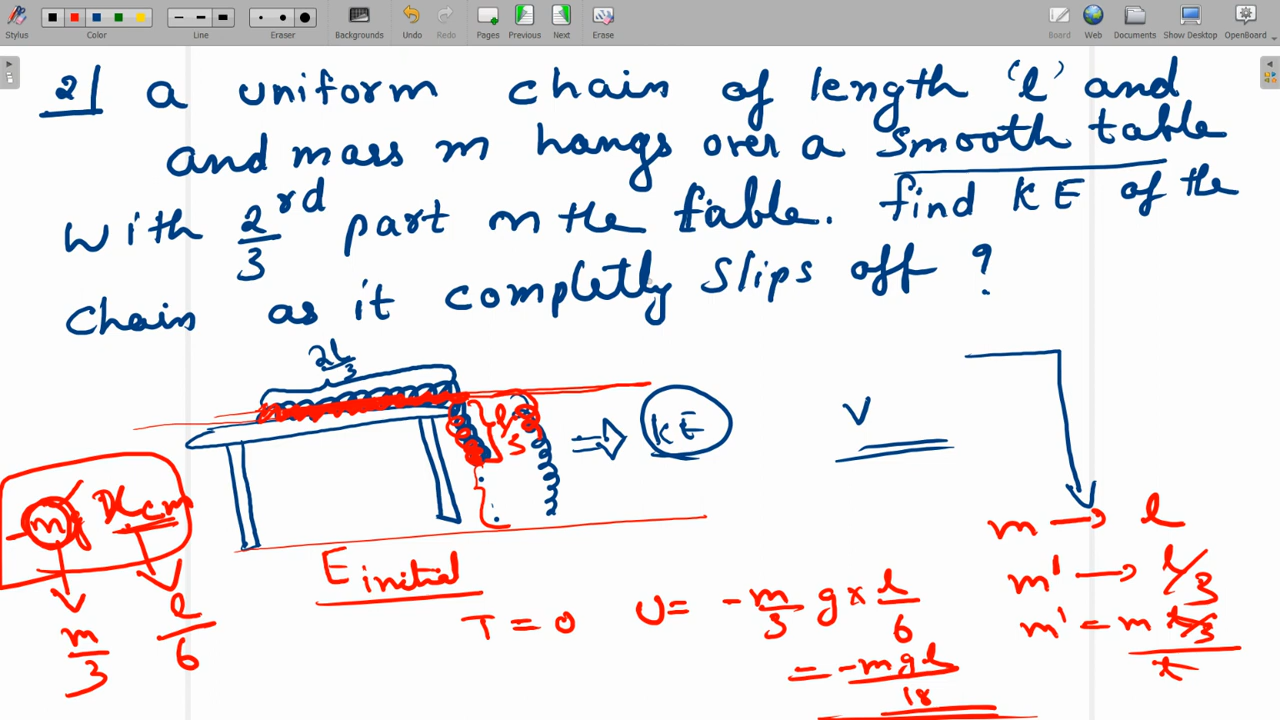 Stylus
Color
Line
Eraser
Backgrounds
Undo
Redo
Pages
Previous
Next
Erase
Board
Web
Documents
Show Desktop
OpenBoard
2| a uniform chain of length 'l' and
and mass m hangs over a smooth table
with 2/3 rd part on the table. find KE of the
chain as it completly slips off ?
2l/3
l/3
⇒ KE
V
m xcm
m/3
l/6
E initial
T = 0 U = -m/3 g × l/6
= -mgl/18
m → l
m' → l/3
m' = m l/3 / l